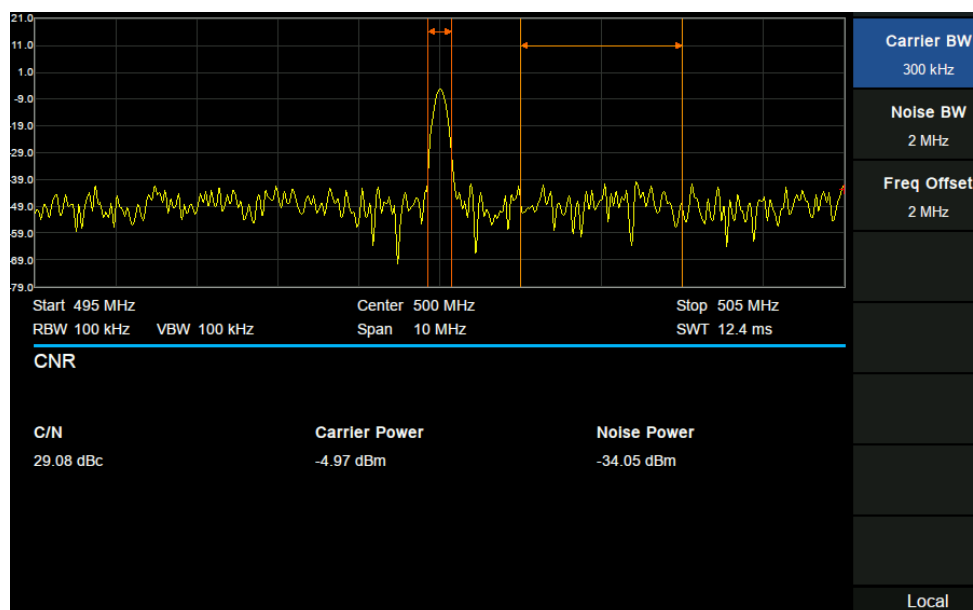 21.0
11.0
1.0
-9.0
-19.0
-29.0
-39.0
-49.0
-59.0
-69.0
-79.0
Start 495 MHz Center 500 MHz Stop 505 MHz
RBW 100 kHz VBW 100 kHz Span 10 MHz SWT 12.4 ms
CNR
C/N Carrier Power Noise Power
29.08 dBc -4.97 dBm -34.05 dBm
Carrier BW
300 kHz
Noise BW
2 MHz
Freq Offset
2 MHz
Local